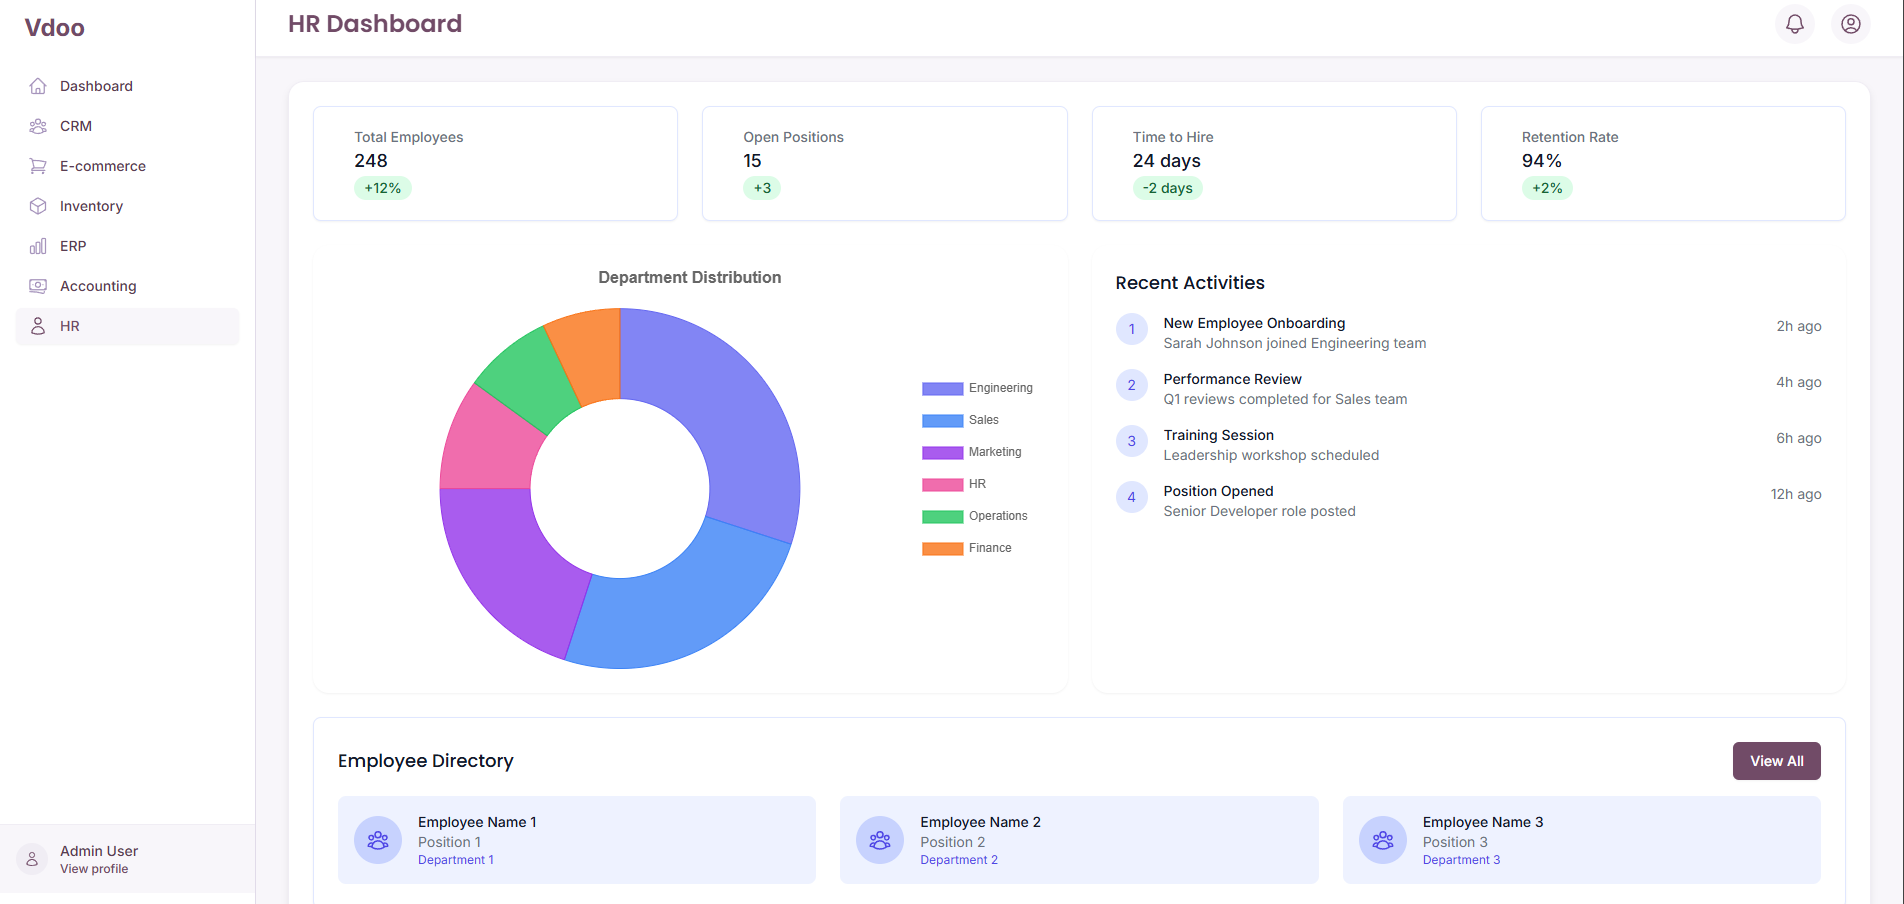 Vdoo
Dashboard
CRM
E-commerce
Inventory
ERP
Accounting
HR
Admin User
View profile
HR Dashboard
Total Employees
248
+12%
Open Positions
15
+3
Time to Hire
24 days
-2 days
Retention Rate
94%
+2%
Department Distribution
Engineering
Sales
Marketing
HR
Operations
Finance
Recent Activities
1
New Employee Onboarding
Sarah Johnson joined Engineering team
2h ago
2
Performance Review
Q1 reviews completed for Sales team
4h ago
3
Training Session
Leadership workshop scheduled
6h ago
4
Position Opened
Senior Developer role posted
12h ago
Employee Directory
View All
Employee Name 1
Position 1
Department 1
Employee Name 2
Position 2
Department 2
Employee Name 3
Position 3
Department 3